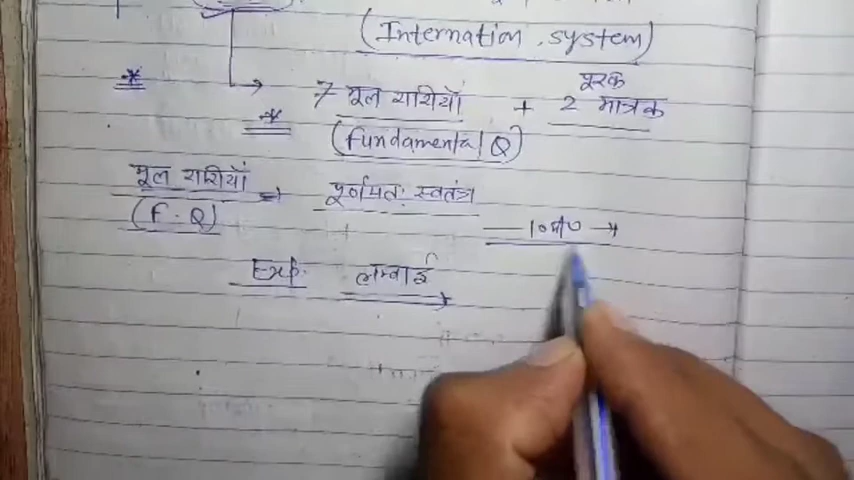 (Internation. system)
* 7 मूल राशियाँ + 2 पूरक मात्रक
* (Fundamental Q)
मूल राशियाँ → पूर्णतः स्वतंत्र
(F. Q)
Exp. लम्बाई